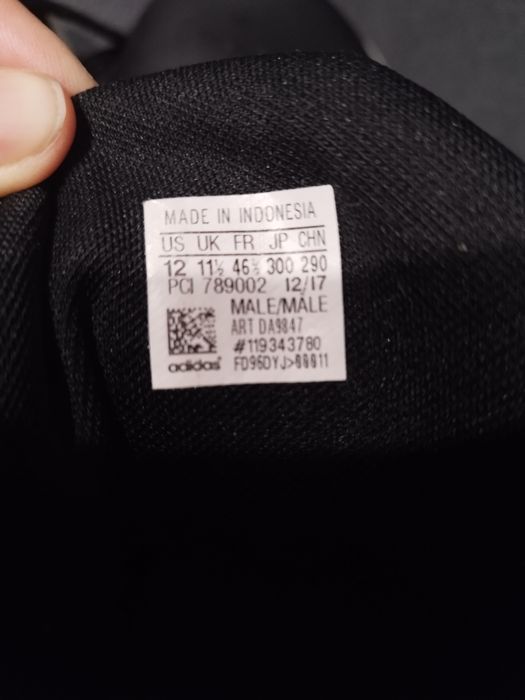 MADE IN INDONESIA
US UK FR JP CHN
12 11½ 46⅔ 300 290
PCI 789002 12/17
MALE/MALE
ART DA9847
#119343780
adidas FD96DYJ>00011